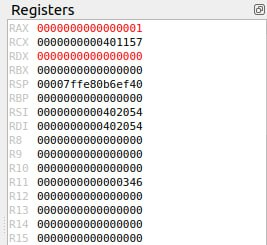 Registers
RAX 0000000000000001
RCX 0000000000401157
RDX 0000000000000000
RBX 0000000000000000
RSP 00007ffe80b6ef40
RBP 0000000000000000
RSI 0000000000402054
RDI 0000000000402054
R8 0000000000000000
R9 0000000000000000
R10 0000000000000000
R11 0000000000000346
R12 0000000000000000
R13 0000000000000000
R14 0000000000000000
R15 0000000000000000